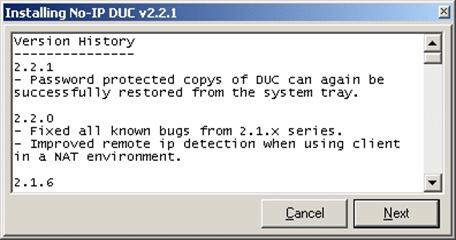 Installing No-IP DUC v2.2.1
Version History
---------------
2.2.1
- Password protected copys of DUC can again be
successfully restored from the system tray.
2.2.0
- Fixed all known bugs from 2.1.x series.
- Improved remote ip detection when using client
in a NAT environment.
2.1.6
Cancel
Next